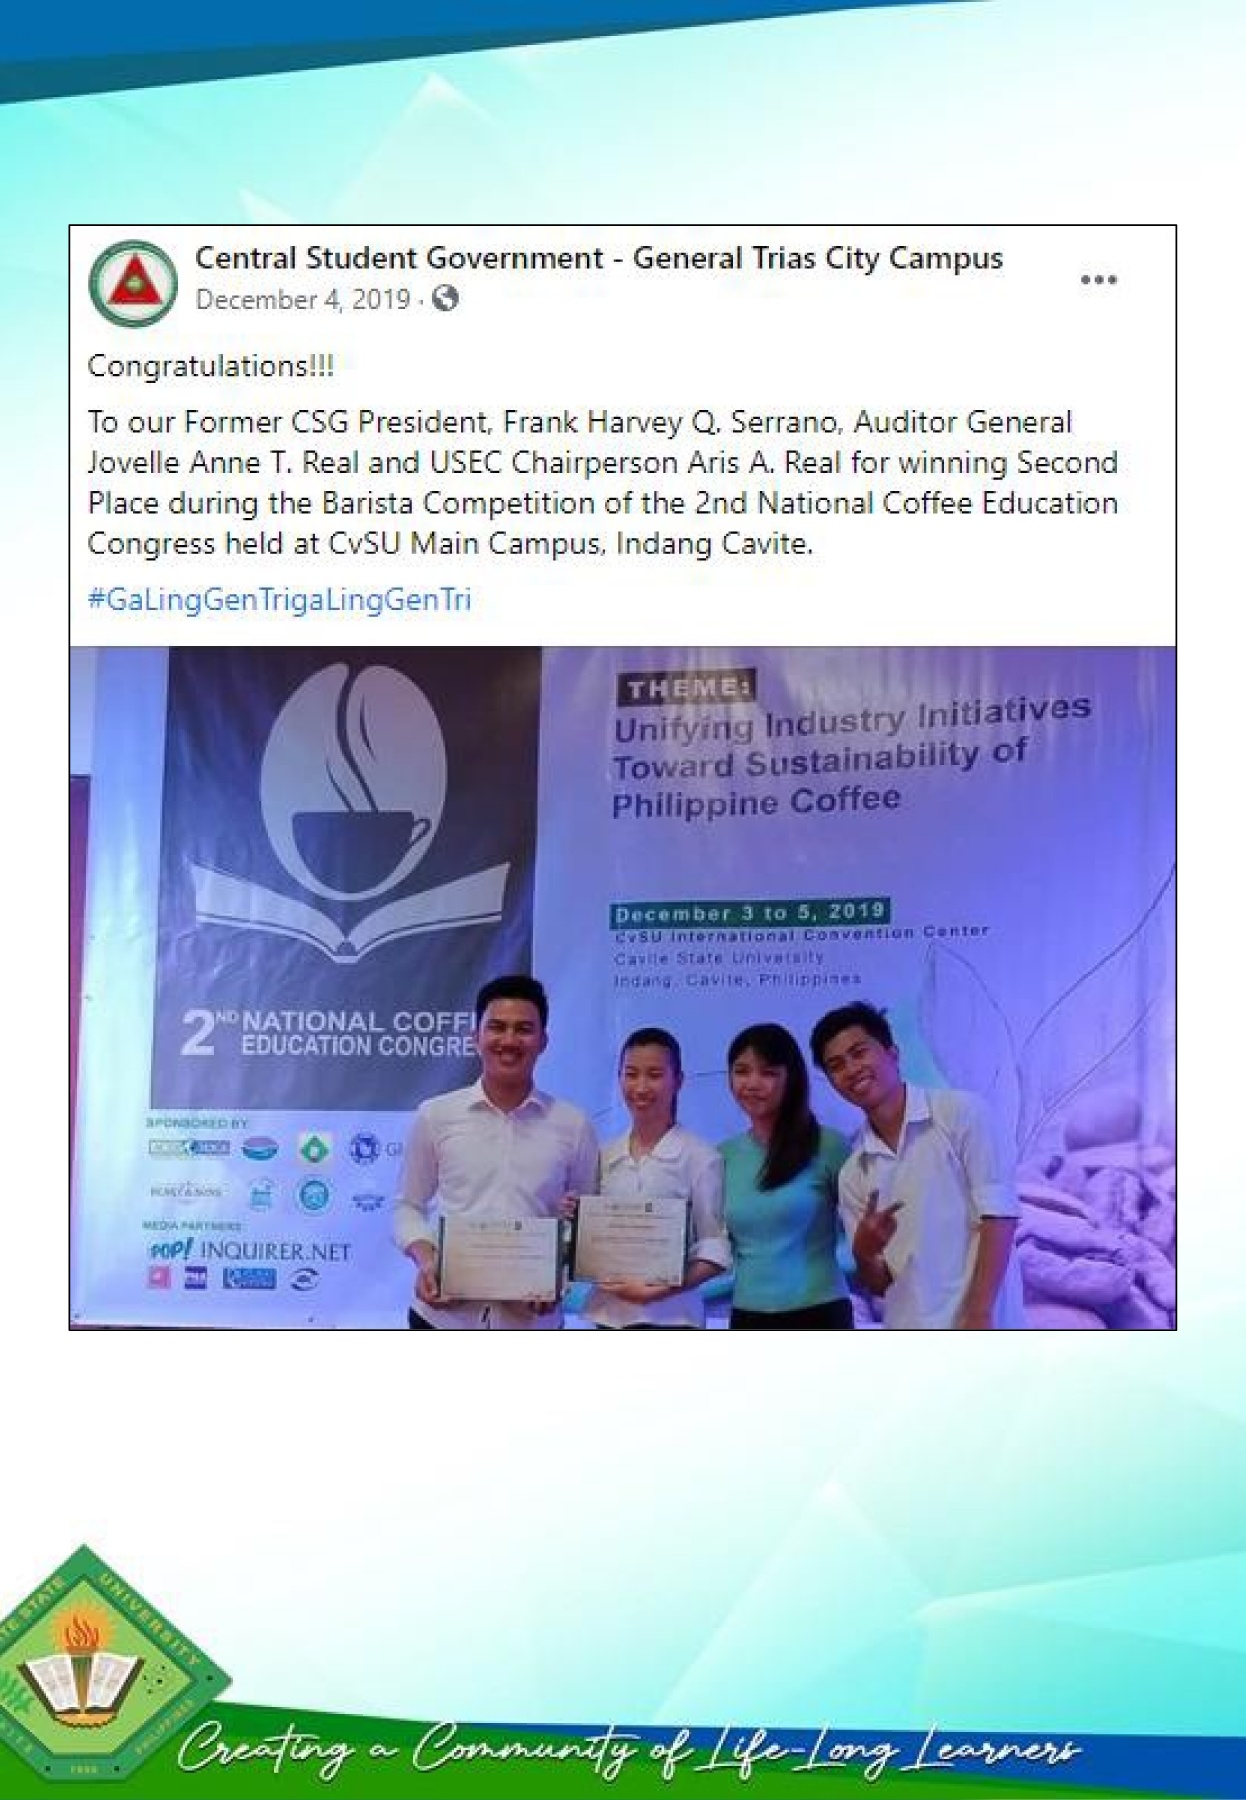 Central Student Government - General Trias City Campus
December 4, 2019 ·
Congratulations!!!
To our Former CSG President, Frank Harvey Q. Serrano, Auditor General
Jovelle Anne T. Real and USEC Chairperson Aris A. Real for winning Second
Place during the Barista Competition of the 2nd National Coffee Education
Congress held at CvSU Main Campus, Indang Cavite.
#GaLingGenTrigaLingGenTri
THEME:
Unifying Industry Initiatives
Toward Sustainability of
Philippine Coffee
December 3 to 5, 2019
CvSU International Convention Center
Cavite State University
Indang, Cavite, Philippines
2ND NATIONAL COFF
EDUCATION CONGRE
SPONSORED BY:
MEDIA PARTNERS:
POP! INQUIRER.NET
STATE UNIVERSITY
PHILIPPINES
Creating a Community of Life-Long Learners